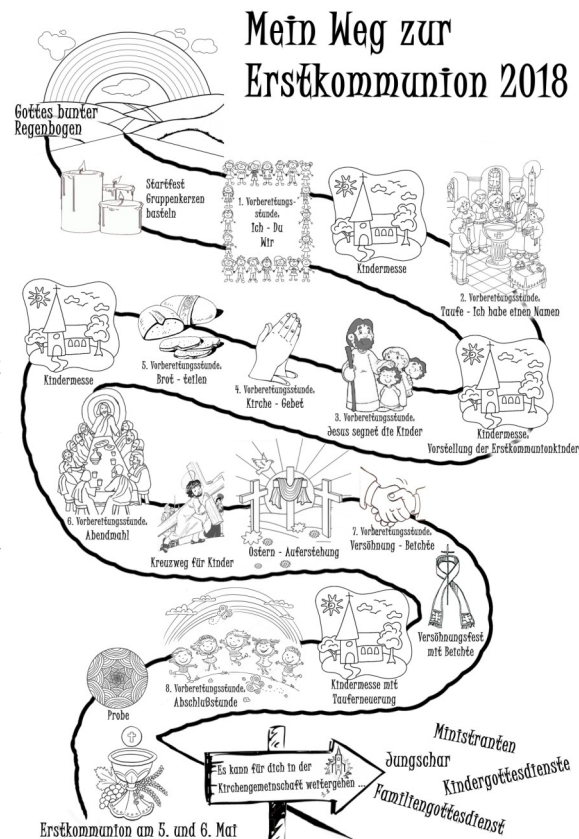 Mein Weg zur
Erstkommunion 2018
Gottes bunter
Regenbogen
Startfest
Gruppenkerzen
basteln
1. Vorbereitungs-
stunde.
Ich - Du
Wir
Kindermesse
2. Vorbereitungsstunde.
Taufe - Ich habe einen Namen
Kindermesse.
Vorstellung der Erstkommunionkinder
3. Vorbereitungsstunde.
Jesus segnet die Kinder
4. Vorbereitungsstunde.
Kirche - Gebet
5. Vorbereitungsstunde.
Brot - teilen
Kindermesse
6. Vorbereitungsstunde.
Abendmahl
Kreuzweg für Kinder
Ostern - Auferstehung
7. Vorbereitungsstunde.
Versöhnung - Beichte
Versöhnungsfest
mit Beichte
Kindermesse mit
Tauferneuerung
8. Vorbereitungsstunde.
Abschlußstunde
Probe
Erstkommunion am 5. und 6. Mai
Es kann für dich in der
Kirchengemeinschaft weitergehen ...
Ministranten
Jungschar
Kindergottesdienste
Familiengottesdienst